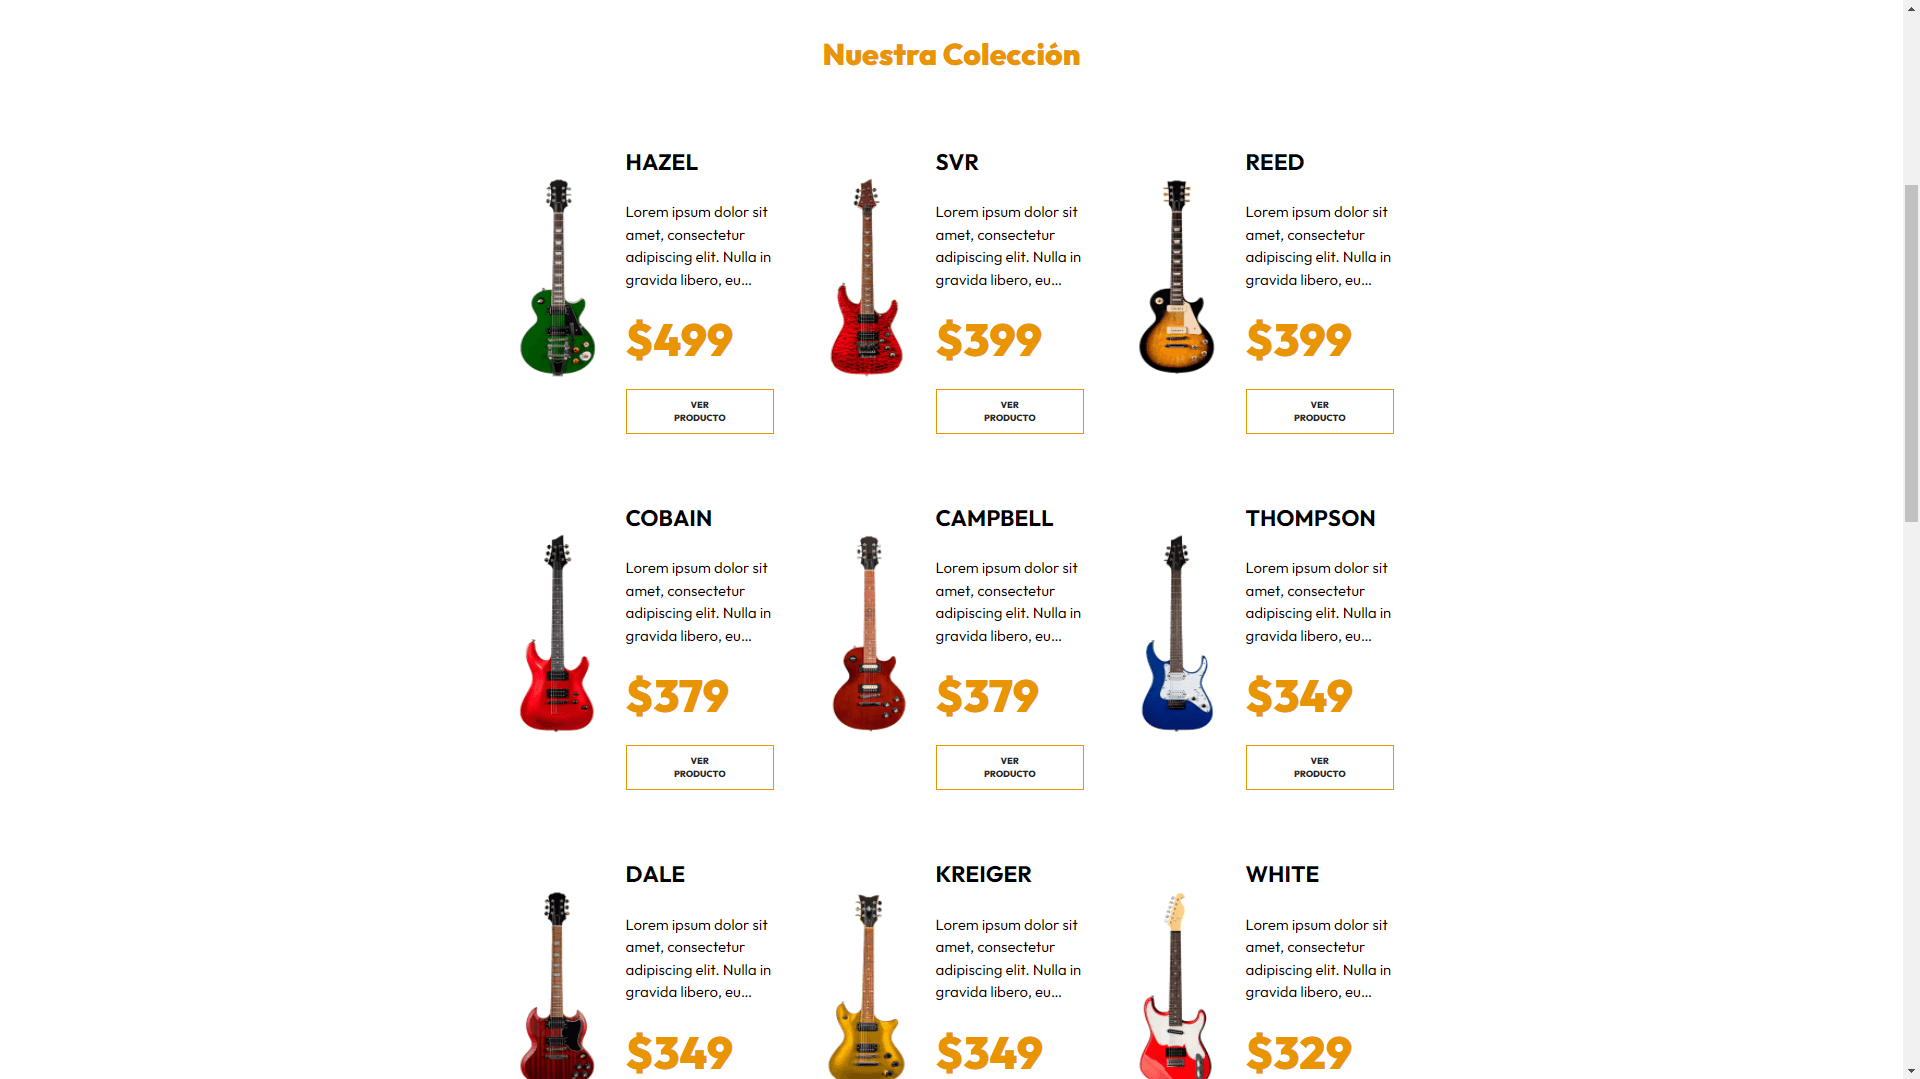 Nuestra Colección
HAZEL
Lorem ipsum dolor sit
amet, consectetur
adipiscing elit. Nulla in
gravida libero, eu...
$499
VER
PRODUCTO
SVR
Lorem ipsum dolor sit
amet, consectetur
adipiscing elit. Nulla in
gravida libero, eu...
$399
VER
PRODUCTO
REED
Lorem ipsum dolor sit
amet, consectetur
adipiscing elit. Nulla in
gravida libero, eu...
$399
VER
PRODUCTO
COBAIN
Lorem ipsum dolor sit
amet, consectetur
adipiscing elit. Nulla in
gravida libero, eu...
$379
VER
PRODUCTO
CAMPBELL
Lorem ipsum dolor sit
amet, consectetur
adipiscing elit. Nulla in
gravida libero, eu...
$379
VER
PRODUCTO
THOMPSON
Lorem ipsum dolor sit
amet, consectetur
adipiscing elit. Nulla in
gravida libero, eu...
$349
VER
PRODUCTO
DALE
Lorem ipsum dolor sit
amet, consectetur
adipiscing elit. Nulla in
gravida libero, eu...
$349
KREIGER
Lorem ipsum dolor sit
amet, consectetur
adipiscing elit. Nulla in
gravida libero, eu...
$349
WHITE
Lorem ipsum dolor sit
amet, consectetur
adipiscing elit. Nulla in
gravida libero, eu...
$329